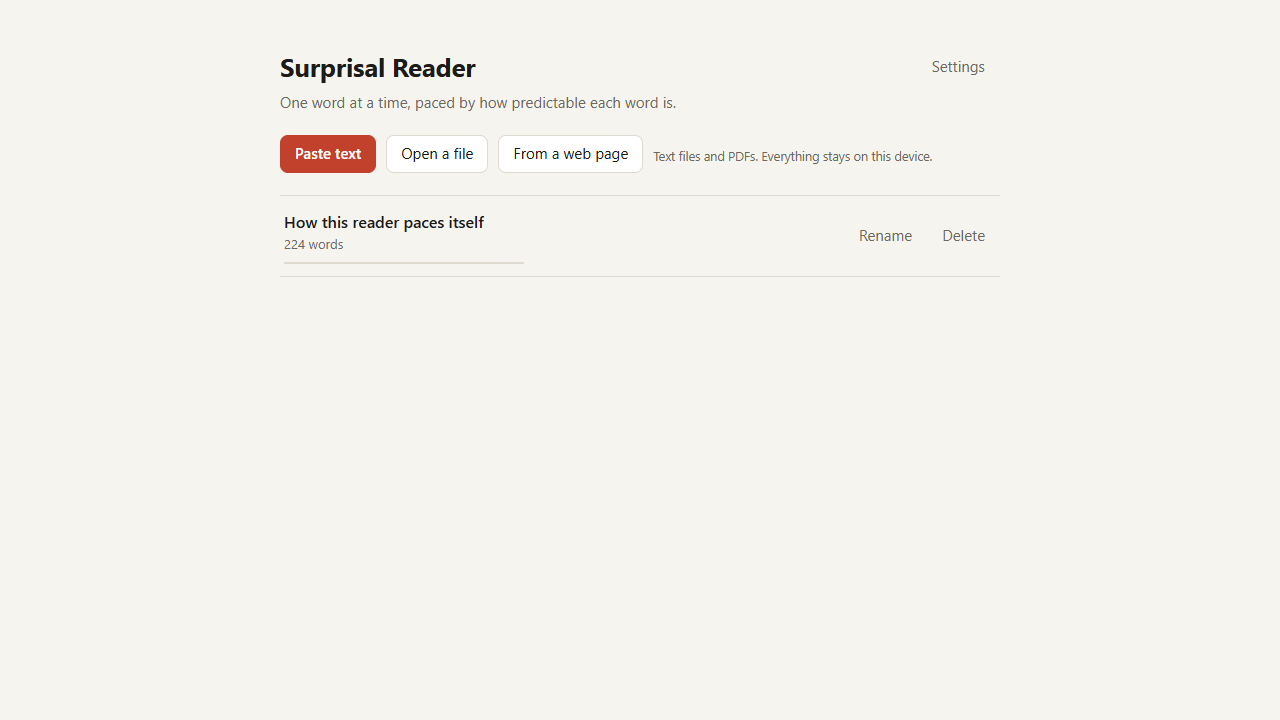 Surprisal Reader
Settings
One word at a time, paced by how predictable each word is.
Paste text
Open a file
From a web page
Text files and PDFs. Everything stays on this device.
How this reader paces itself
224 words
Rename
Delete